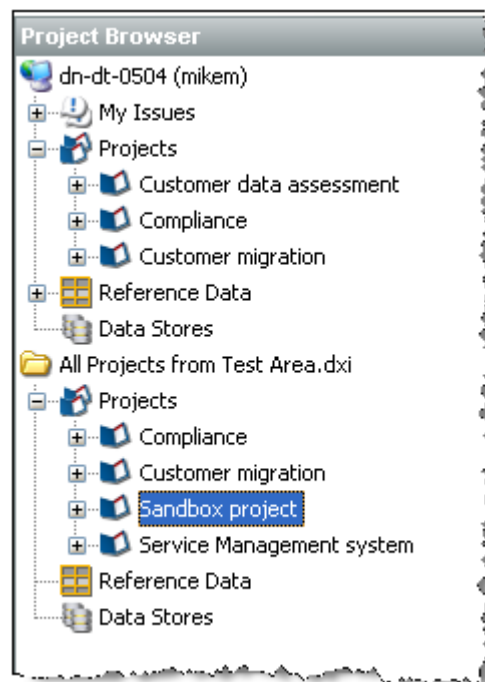 Project Browser
dn-dt-0504 (mikem)
My Issues
Projects
Customer data assessment
Compliance
Customer migration
Reference Data
Data Stores
All Projects from Test Area.dxi
Projects
Compliance
Customer migration
Sandbox project
Service Management system
Reference Data
Data Stores